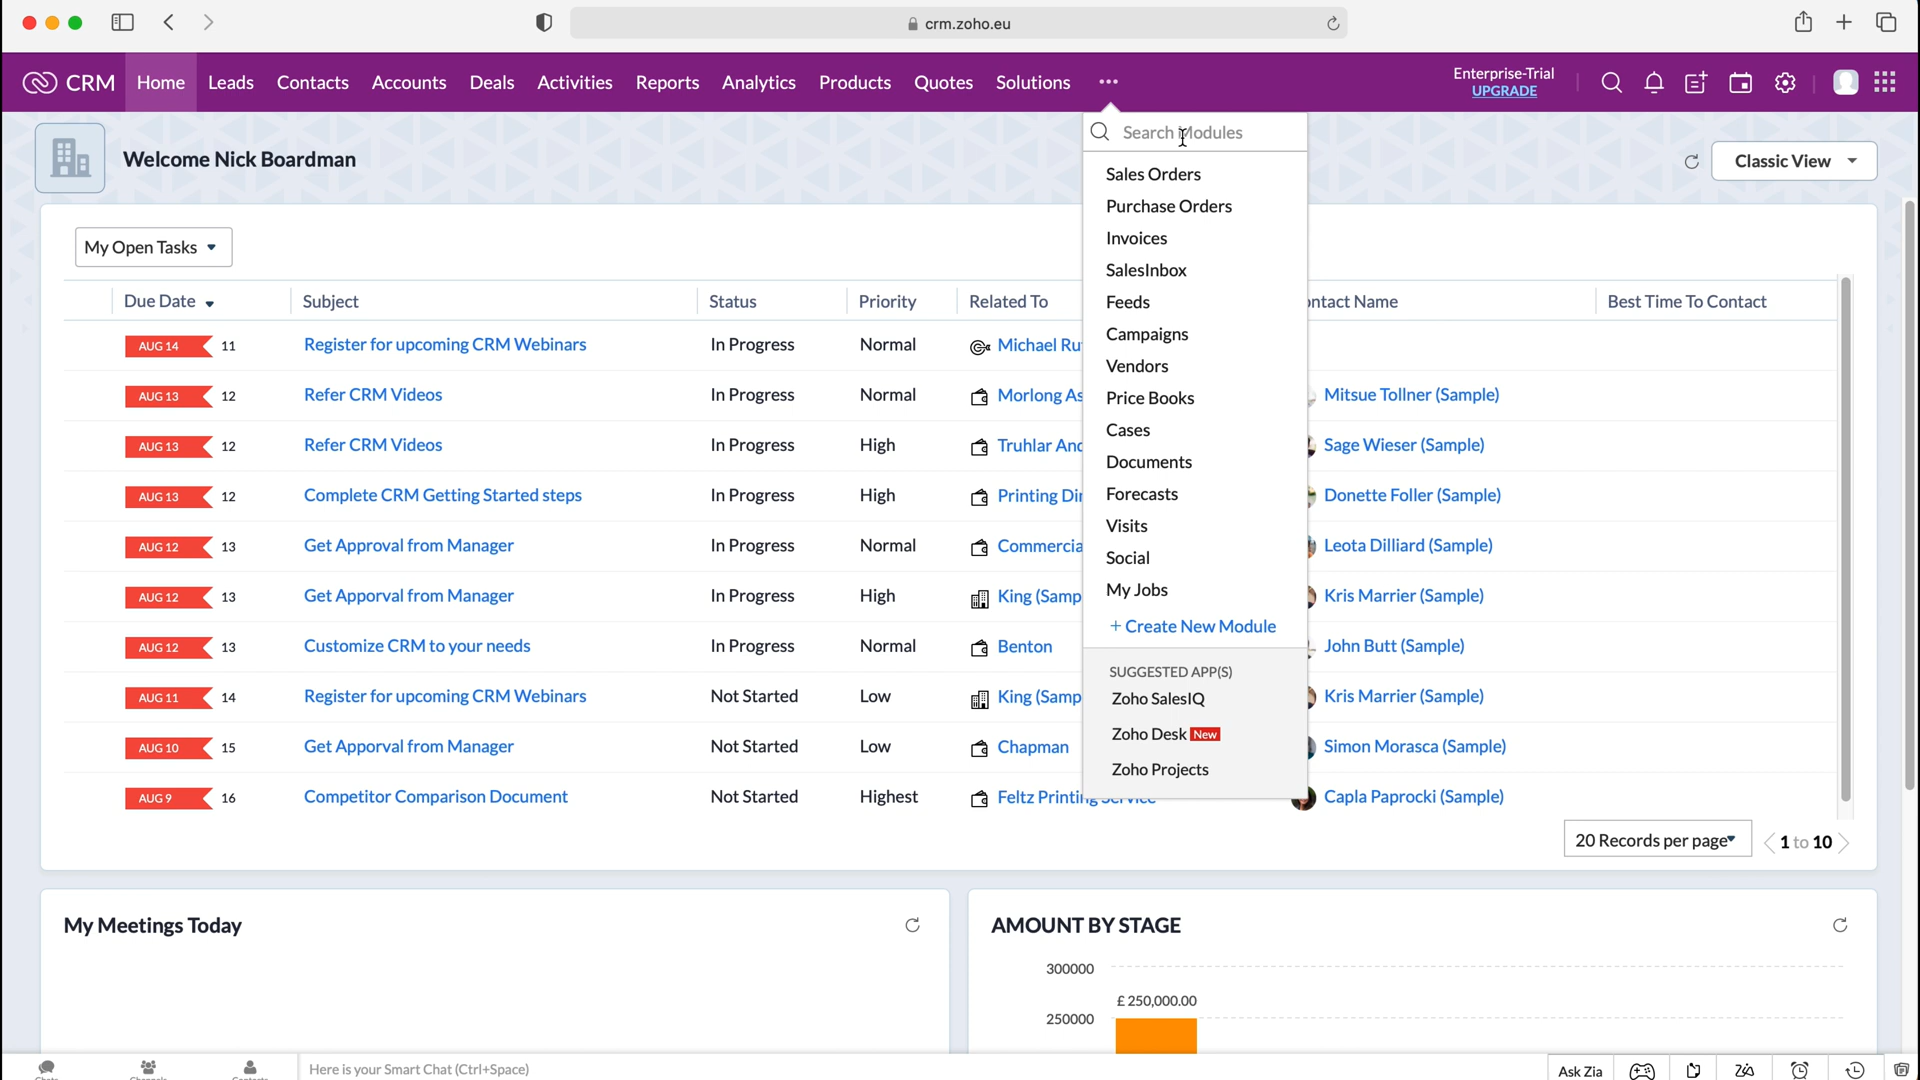 crm.zoho.eu
CRM Home Leads Contacts Accounts Deals Activities Reports Analytics Products Quotes Solutions ...
Enterprise-Trial
UPGRADE
Search Modules
Welcome Nick Boardman
Classic View
Sales Orders
Purchase Orders
Invoices
SalesInbox
Feeds
Campaigns
Vendors
Price Books
Cases
Documents
Forecasts
Visits
Social
My Jobs
+ Create New Module
SUGGESTED APP(S)
Zoho SalesIQ
Zoho Desk New
Zoho Projects
My Open Tasks
Due Date Subject Status Priority Related To ntact Name Best Time To Contact
AUG 14 11 Register for upcoming CRM Webinars In Progress Normal Michael Ru
AUG 13 12 Refer CRM Videos In Progress Normal Morlong As Mitsue Tollner (Sample)
AUG 13 12 Refer CRM Videos In Progress High Truhlar And Sage Wieser (Sample)
AUG 13 12 Complete CRM Getting Started steps In Progress High Printing Di Donette Foller (Sample)
AUG 12 13 Get Approval from Manager In Progress Normal Commercia Leota Dilliard (Sample)
AUG 12 13 Get Apporval from Manager In Progress High King (Samp Kris Marrier (Sample)
AUG 12 13 Customize CRM to your needs In Progress Normal Benton John Butt (Sample)
AUG 11 14 Register for upcoming CRM Webinars Not Started Low King (Samp Kris Marrier (Sample)
AUG 10 15 Get Apporval from Manager Not Started Low Chapman Simon Morasca (Sample)
AUG 9 16 Competitor Comparison Document Not Started Highest Feltz Printing Service Capla Paprocki (Sample)
20 Records per page 1 to 10
My Meetings Today
AMOUNT BY STAGE
300000
£ 250,000.00
250000
Chats Channels Contacts Here is your Smart Chat (Ctrl+Space) Ask Zia